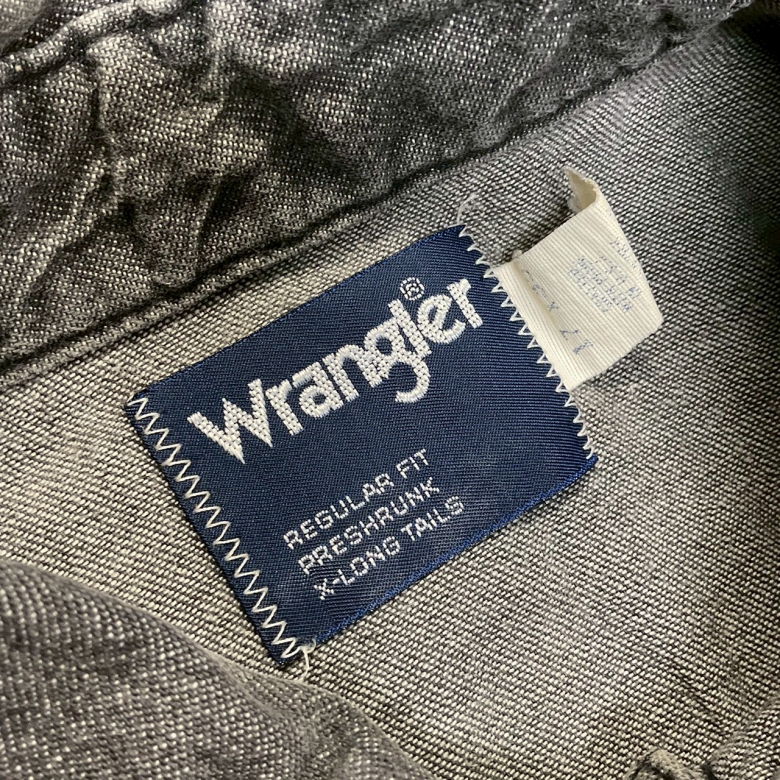 Wrangler®
REGULAR FIT
PRESHRUNK
X-LONG TAILS